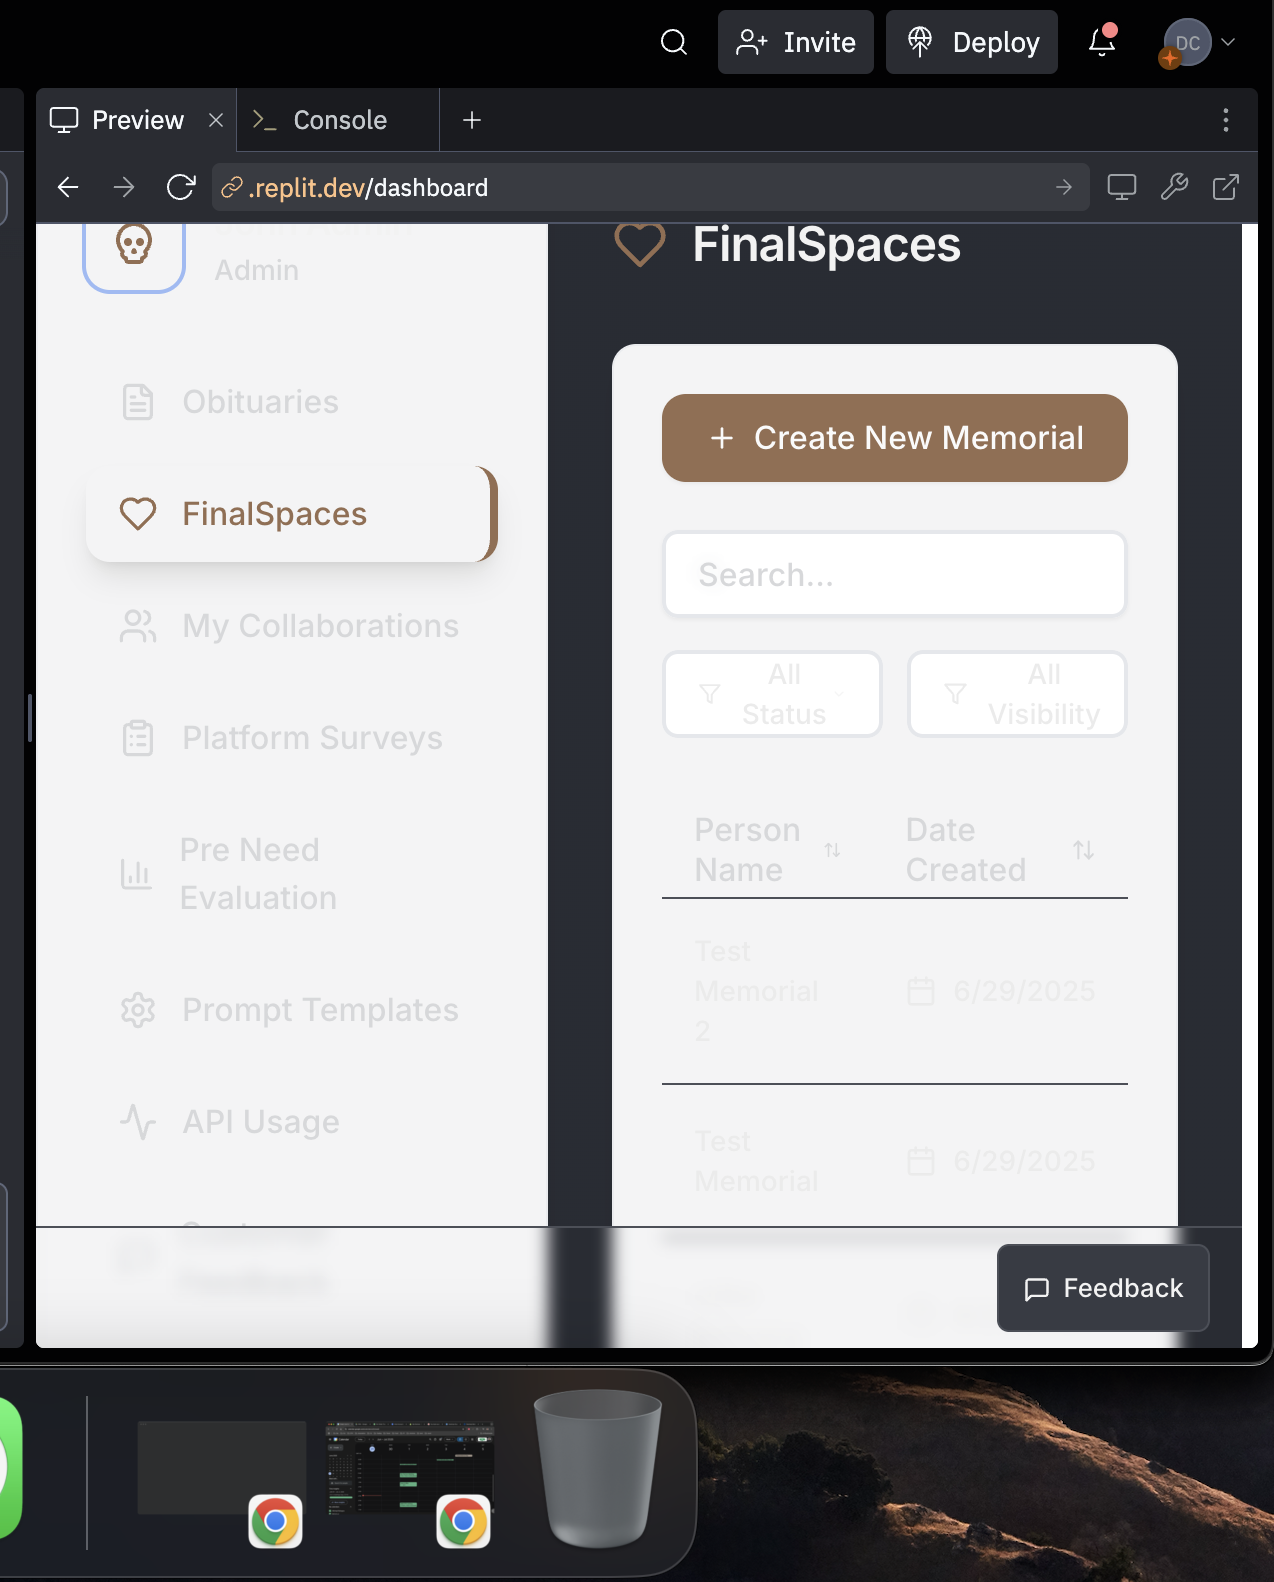 Invite
Deploy
DC
Preview
Console
.replit.dev/dashboard
Admin
FinalSpaces
Obituaries
FinalSpaces
My Collaborations
Platform Surveys
Pre Need
Evaluation
Prompt Templates
API Usage
Create New Memorial
Search...
All
Status
All
Visibility
Person
Name
Date
Created
Test
Memorial
2
6/29/2025
Test
Memorial
6/29/2025
Feedback
Feedback